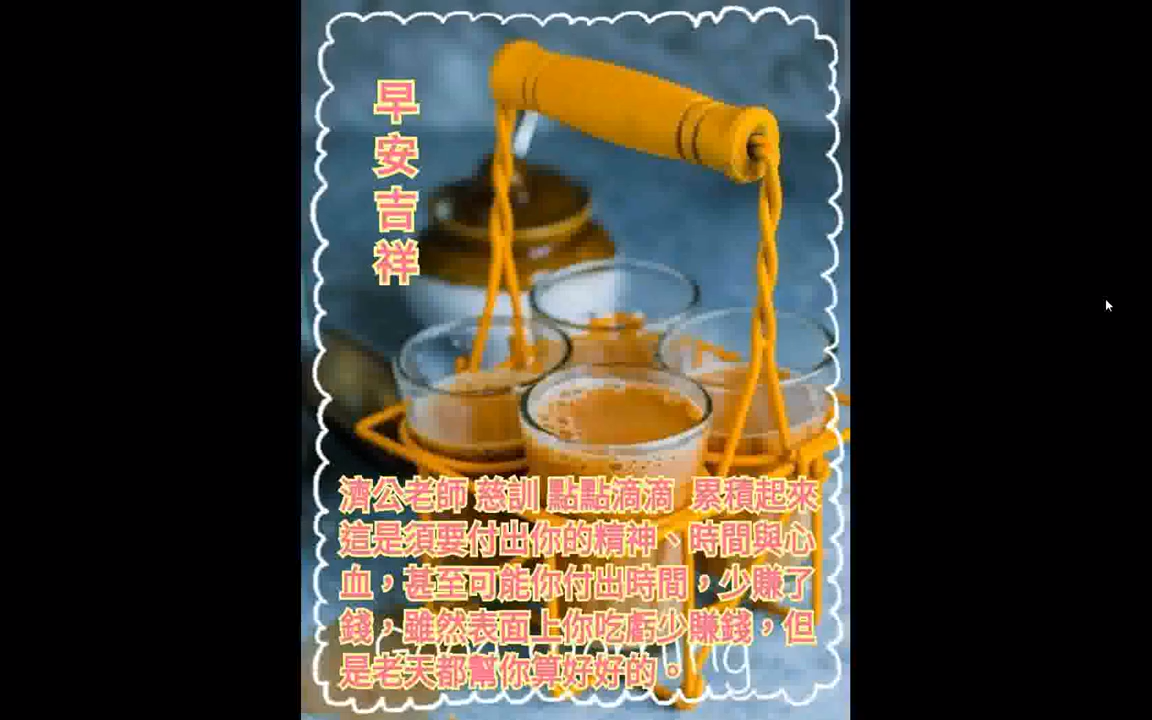 早安吉祥
濟公老師 慈訓 點點滴滴 累積起來
這是須要付出你的精神、時間與心
血，甚至可能你付出時間，少賺了
錢，雖然表面上你吃虧少賺錢，但
是老天都幫你算好好的。
Good Morning